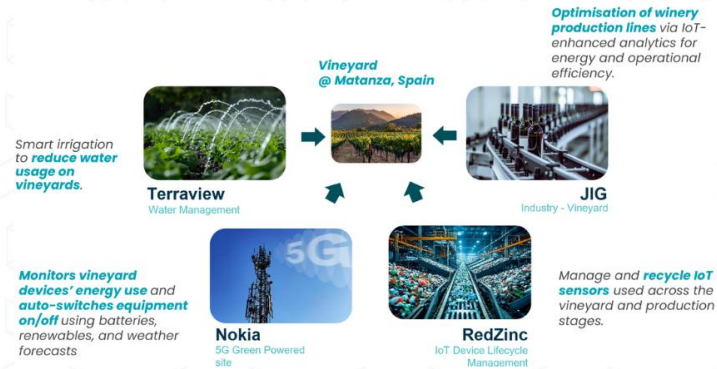 Optimisation of winery
production lines via IoT-
enhanced analytics for
energy and operational
efficiency.
Vineyard
@ Matanza, Spain
Smart irrigation
to reduce water
usage on
vineyards.
Terraview
Water Management
JIG
Industry - Vineyard
5G
Monitors vineyard
devices' energy use and
auto-switches equipment
on/off using batteries,
renewables, and weather
forecasts
Nokia
5G Green Powered
site
RedZinc
IoT Device Lifecycle
Management
Manage and recycle IoT
sensors used across the
vineyard and production
stages.